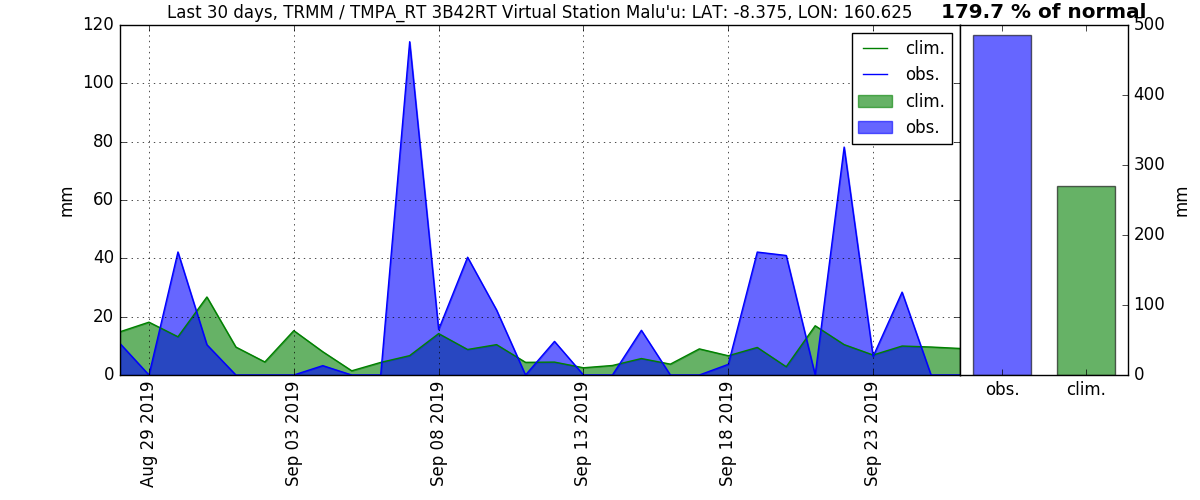 Last 30 days, TRMM / TMPA_RT 3B42RT Virtual Station Malu'u: LAT: -8.375, LON: 160.625
179.7 % of normal
120
100
80
60
40
20
0
mm
clim.
obs.
clim.
obs.
500
400
300
200
100
0
mm
Aug 29 2019
Sep 03 2019
Sep 08 2019
Sep 13 2019
Sep 18 2019
Sep 23 2019
obs.
clim.